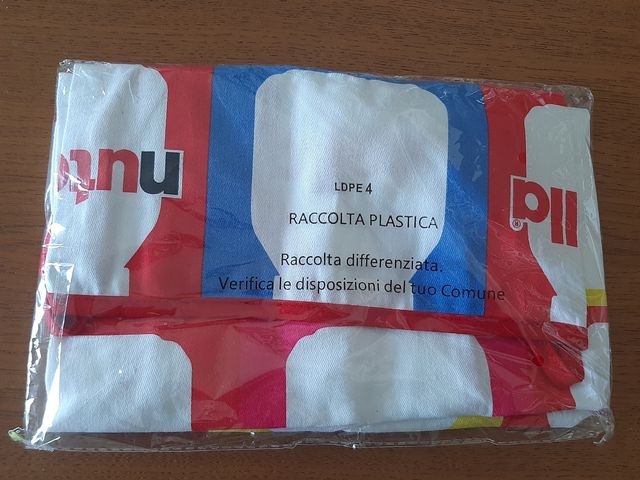 LDPE 4
RACCOLTA PLASTICA
Raccolta differenziata.
Verifica le disposizioni del tuo Comune